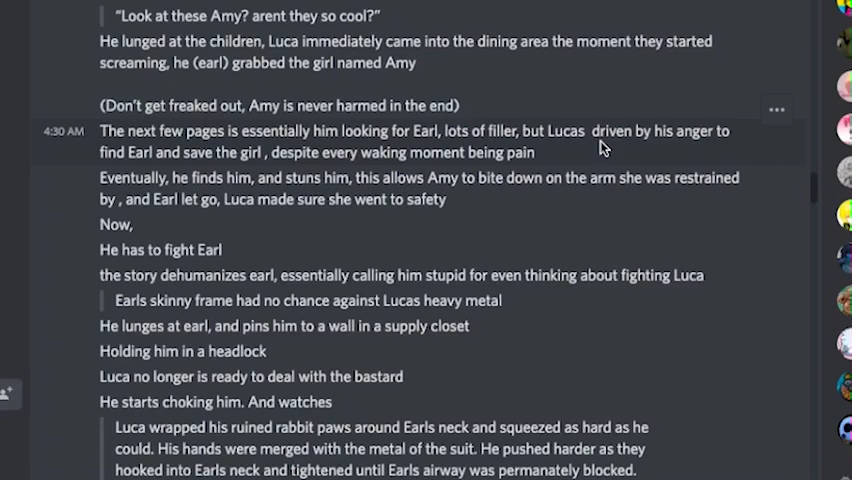 “Look at these Amy? arent they so cool?”
He lunged at the children, Luca immediately came into the dining area the moment they started
screaming, he (earl) grabbed the girl named Amy
(Don't get freaked out, Amy is never harmed in the end)
4:30 AM The next few pages is essentially him looking for Earl, lots of filler, but Lucas driven by his anger to
find Earl and save the girl , despite every waking moment being pain
Eventually, he finds him, and stuns him, this allows Amy to bite down on the arm she was restrained
by , and Earl let go, Luca made sure she went to safety
Now,
He has to fight Earl
the story dehumanizes earl, essentially calling him stupid for even thinking about fighting Luca
Earls skinny frame had no chance against Lucas heavy metal
He lunges at earl, and pins him to a wall in a supply closet
Holding him in a headlock
Luca no longer is ready to deal with the bastard
He starts choking him. And watches
Luca wrapped his ruined rabbit paws around Earls neck and squeezed as hard as he
could. His hands were merged with the metal of the suit. He pushed harder as they
hooked into Earls neck and tightened until Earls airway was permanately blocked.